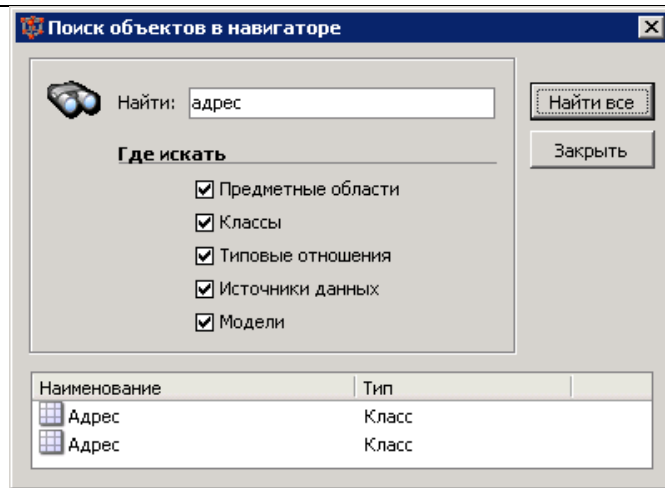 Поиск объектов в навигаторе
Найти: адрес
Найти все
Где искать
Закрыть
Предметные области
Классы
Типовые отношения
Источники данных
Модели
Наименование Тип
Адрес Класс
Адрес Класс